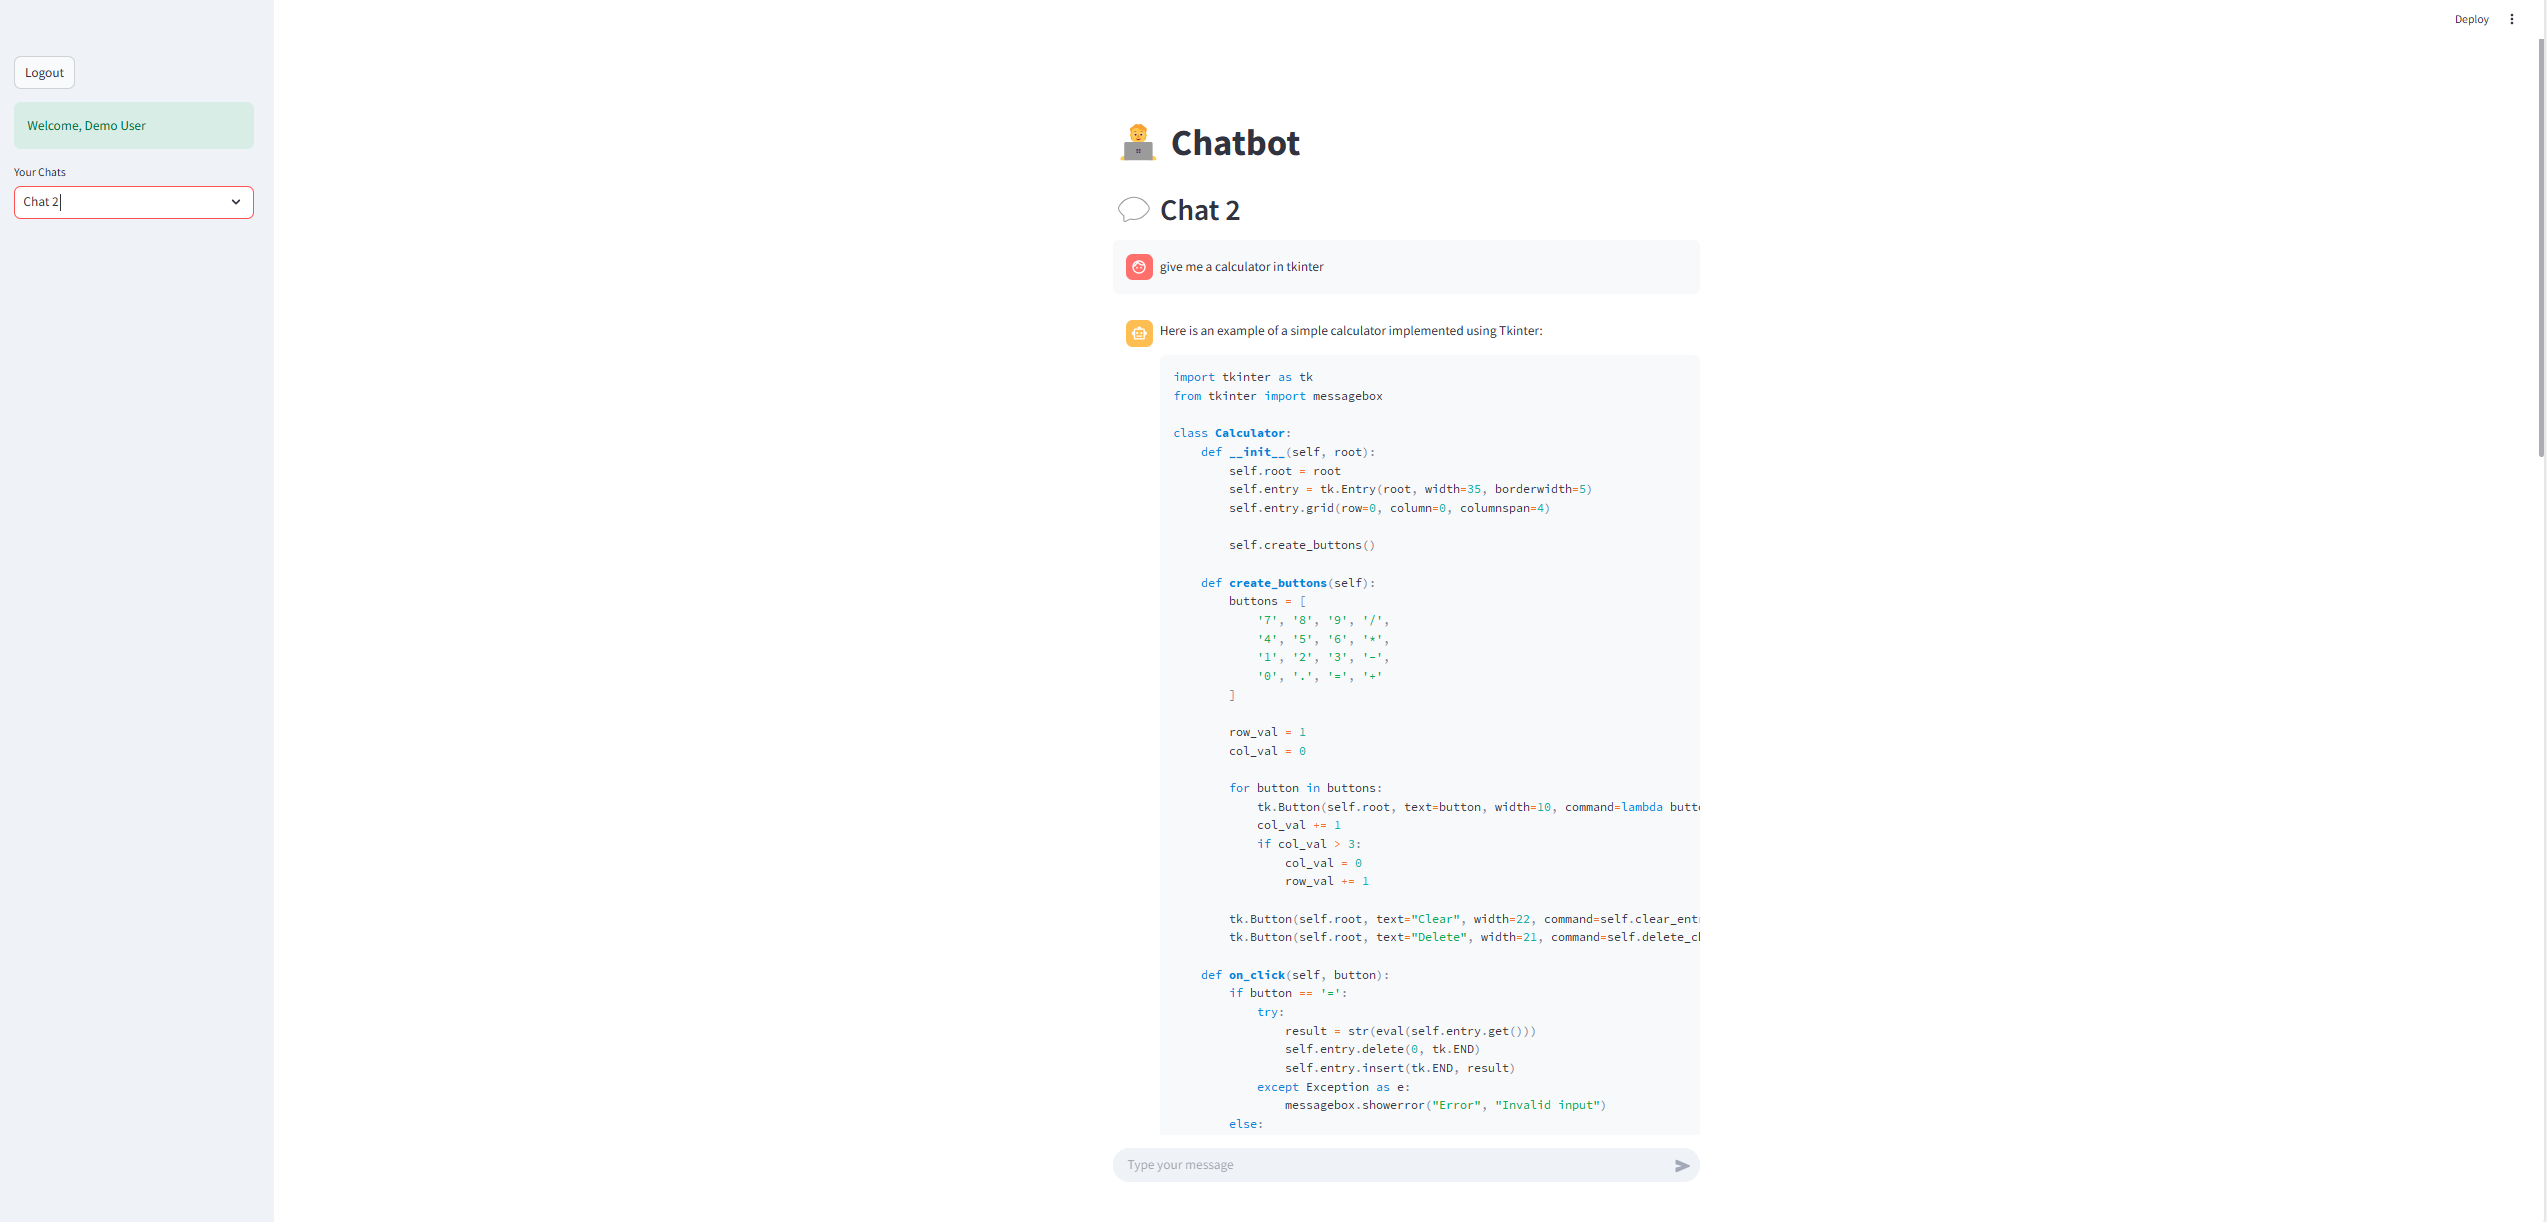 Deploy
Logout
Welcome, Demo User
Your Chats
Chat 2
Chatbot
Chat 2
give me a calculator in tkinter
Here is an example of a simple calculator implemented using Tkinter:
import tkinter as tk
from tkinter import messagebox
class Calculator:
    def __init__(self, root):
        self.root = root
        self.entry = tk.Entry(root, width=35, borderwidth=5)
        self.entry.grid(row=0, column=0, columnspan=4)
        self.create_buttons()
    def create_buttons(self):
        buttons = [
            '7', '8', '9', '/',
            '4', '5', '6', '*',
            '1', '2', '3', '-',
            '0', '.', '=', '+'
        ]
        row_val = 1
        col_val = 0
        for button in buttons:
            tk.Button(self.root, text=button, width=10, command=lambda butto
            col_val += 1
            if col_val > 3:
                col_val = 0
                row_val += 1
        tk.Button(self.root, text="Clear", width=22, command=self.clear_ent
        tk.Button(self.root, text="Delete", width=21, command=self.delete_c
    def on_click(self, button):
        if button == '=':
            try:
                result = str(eval(self.entry.get()))
                self.entry.delete(0, tk.END)
                self.entry.insert(tk.END, result)
            except Exception as e:
                messagebox.showerror("Error", "Invalid input")
        else:
Type your message